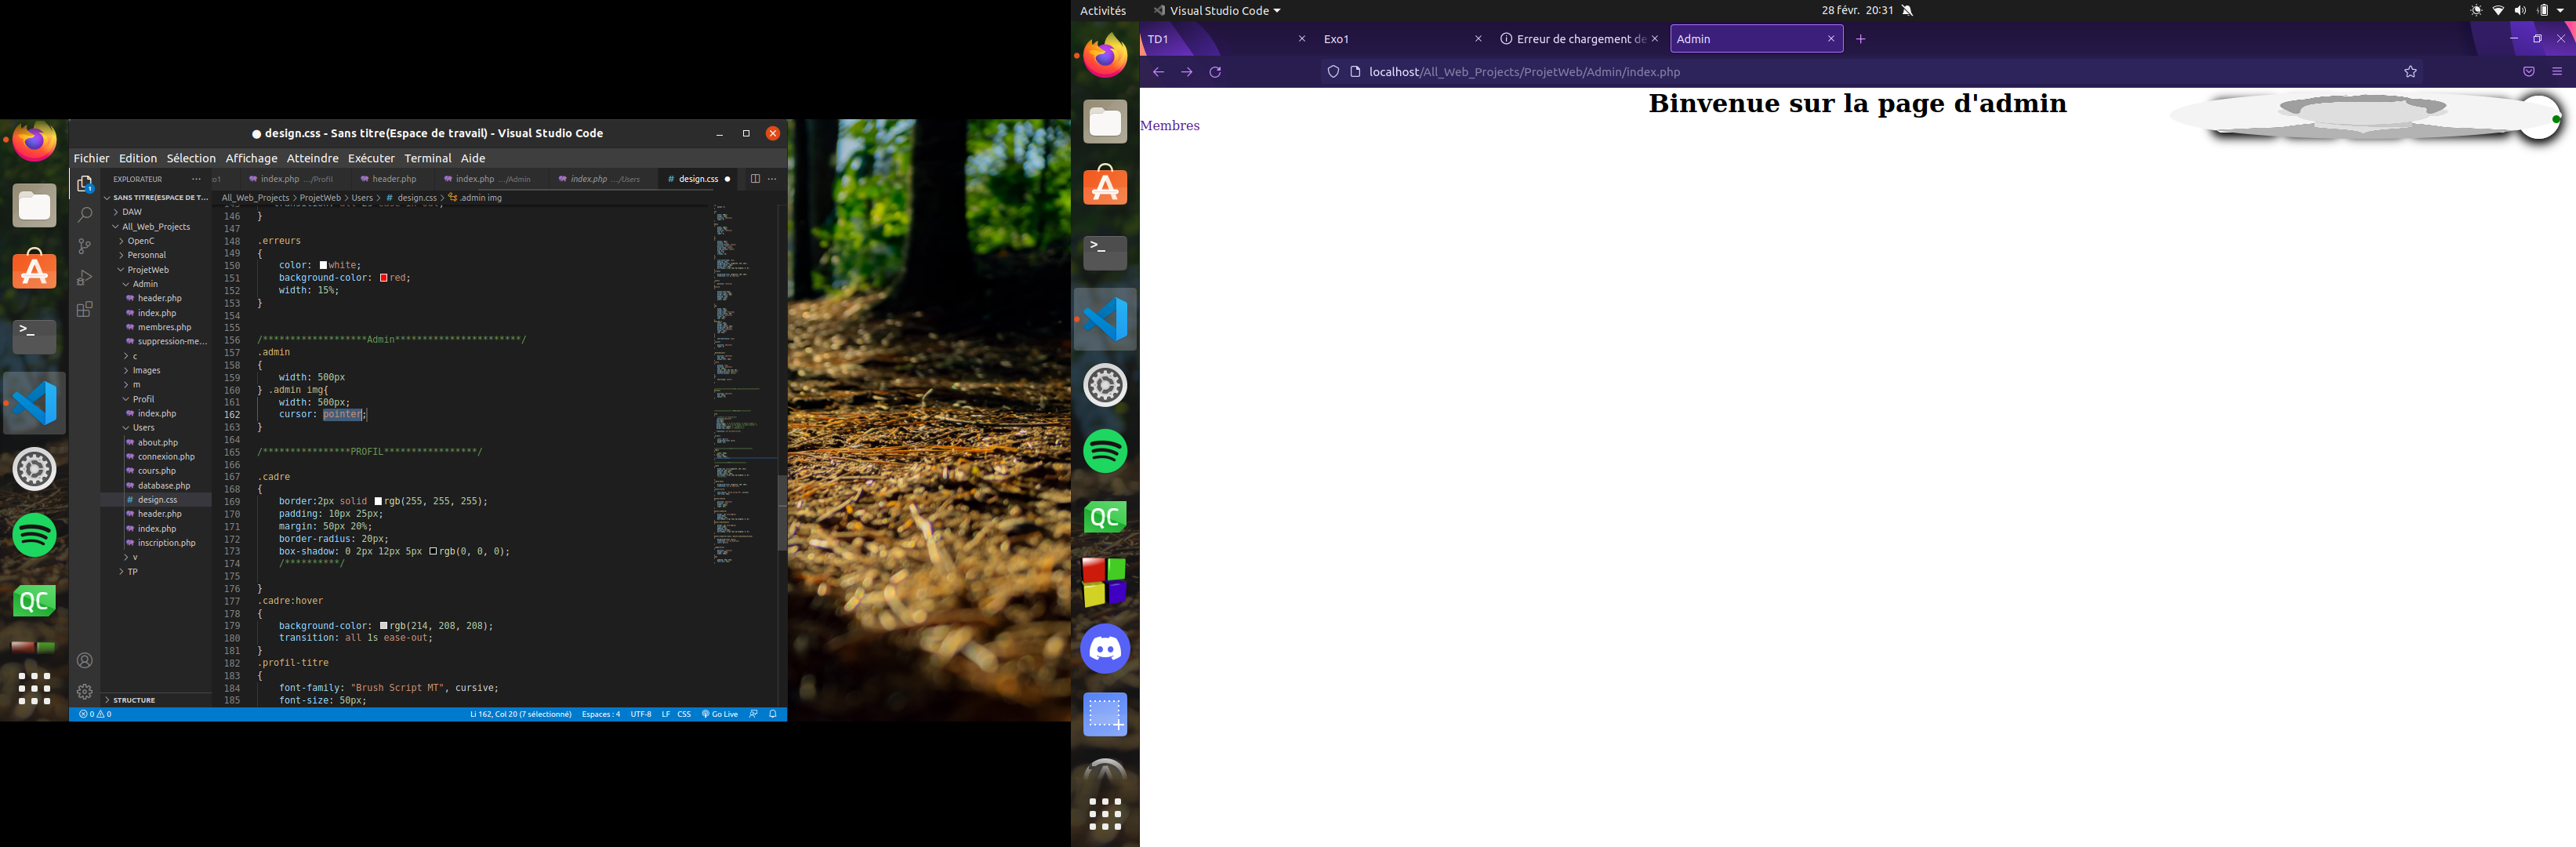 ● design.css - Sans titre(Espace de travail) - Visual Studio Code
Fichier Edition Sélection Affichage Atteindre Exécuter Terminal Aide
EXPLORATEUR ···
index.php .../Profil
header.php
index.php .../Admin
index.php .../Users
# design.css ●
SANS TITRE(ESPACE DE T...
All_Web_Projects > ProjetWeb > Users > # design.css > .admin img
DAW
All_Web_Projects
OpenC
Personnal
ProjetWeb
Admin
header.php
index.php
membres.php
suppression-me...
c
Images
m
Profil
index.php
Users
about.php
connexion.php
cours.php
database.php
# design.css
header.php
index.php
inscription.php
v
TP
STRUCTURE
146 }
147
148 .erreurs
149 {
150 color: white;
151 background-color: red;
152 width: 15%;
153 }
154
155
156 /*******************Admin***********************/
157 .admin
158 {
159 width: 500px
160 } .admin img{
161 width: 500px;
162 cursor: pointer;
163 }
164
165 /****************PROFIL*****************/
166
167 .cadre
168 {
169 border:2px solid rgb(255, 255, 255);
170 padding: 10px 25px;
171 margin: 50px 20%;
172 border-radius: 20px;
173 box-shadow: 0 2px 12px 5px rgb(0, 0, 0);
174 /**********/
175
176 }
177 .cadre:hover
178 {
179 background-color: rgb(214, 208, 208);
180 transition: all 1s ease-out;
181 }
182 .profil-titre
183 {
184 font-family: "Brush Script MT", cursive;
185 font-size: 50px;
0 0 Li 162, Col 20 (7 sélectionné) Espaces : 4 UTF-8 LF CSS Go Live
Activités Visual Studio Code 28 févr. 20:31
TD1 Exo1 Erreur de chargement de Admin
localhost/All_Web_Projects/ProjetWeb/Admin/index.php
Binvenue sur la page d'admin
Membres
>_
QC
>_
QC